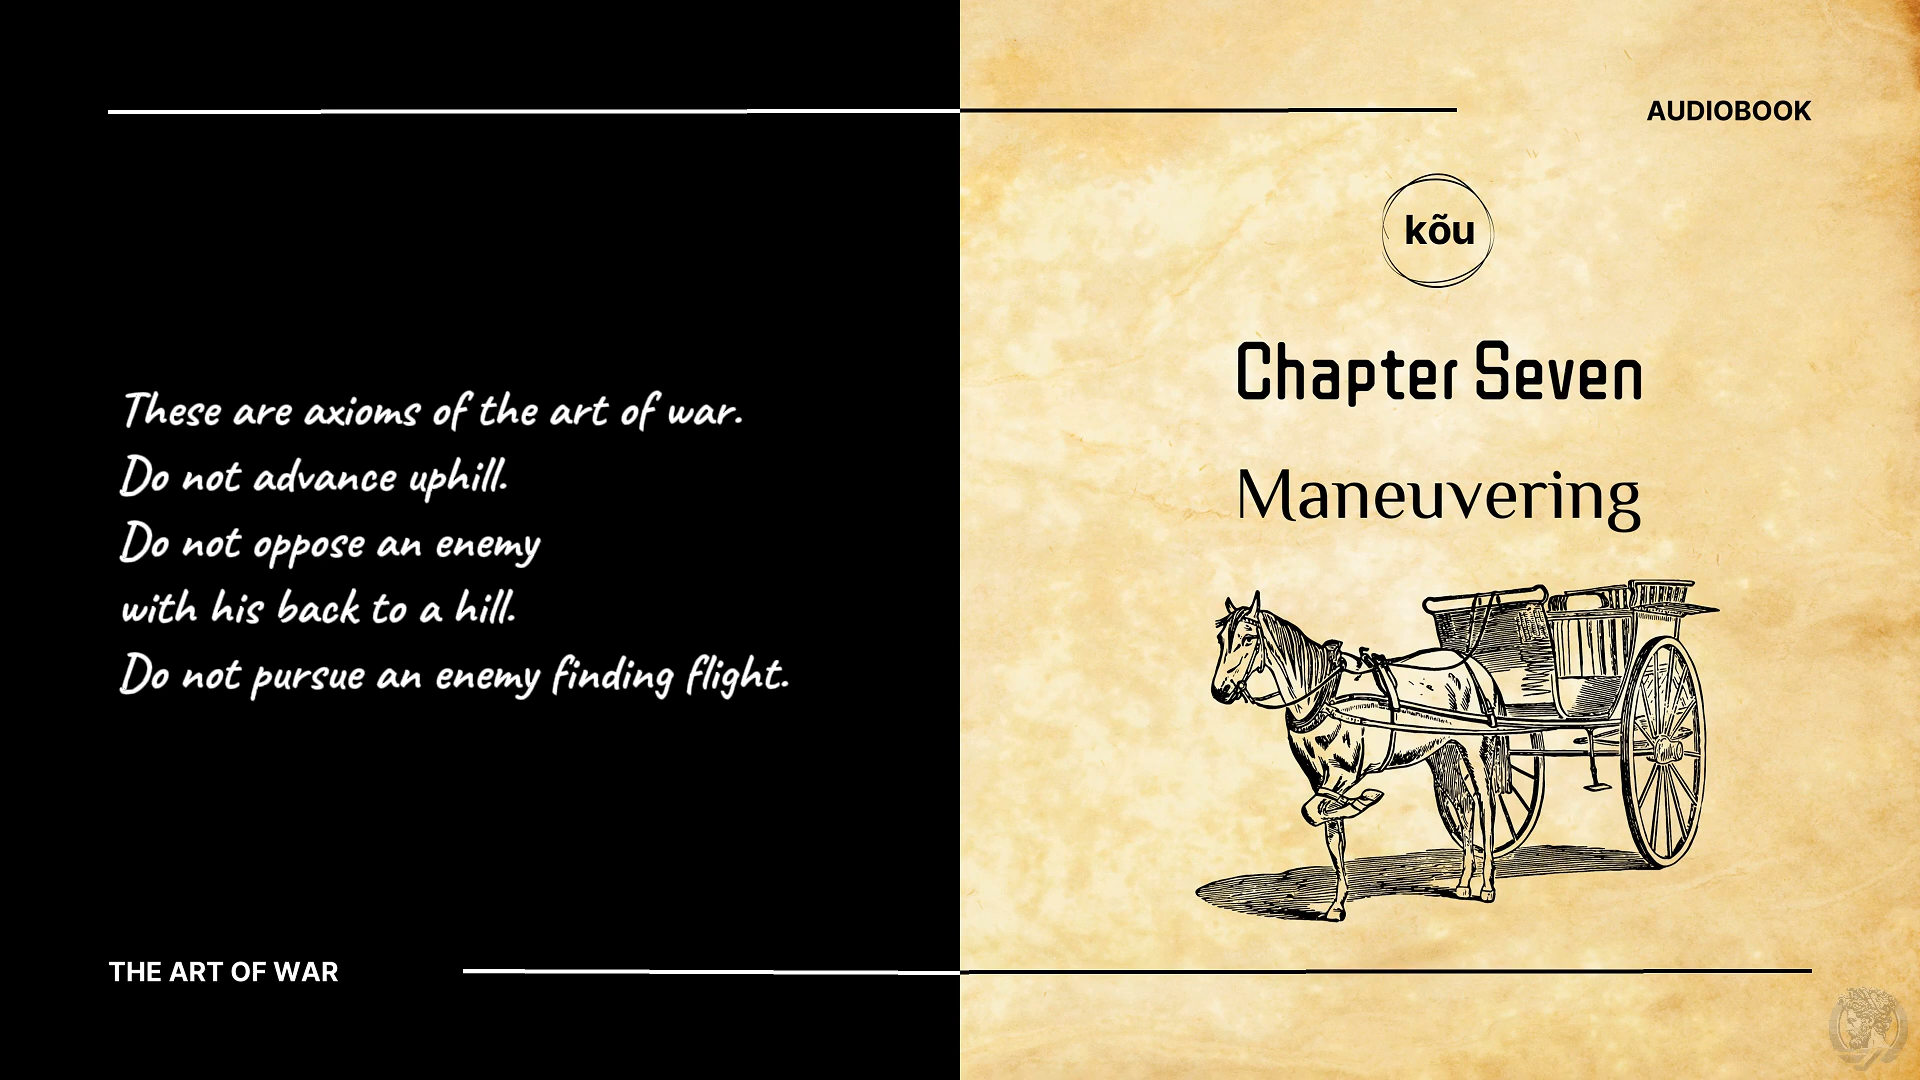 These are axioms of the art of war.
Do not advance uphill.
Do not oppose an enemy
with his back to a hill.
Do not pursue an enemy finding flight.
THE ART OF WAR
AUDIOBOOK
kõu
Chapter Seven
Maneuvering